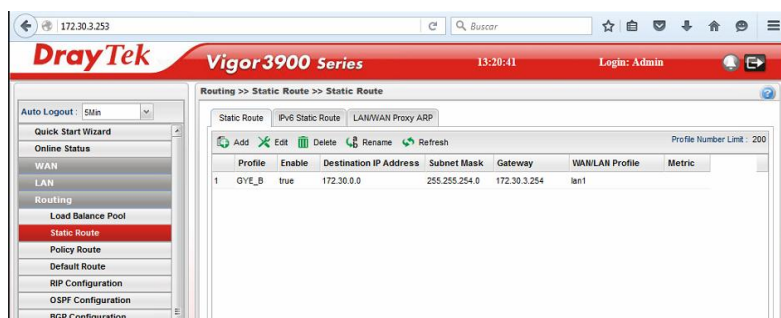 172.30.3.253
Buscar
DrayTek
Vigor3900 Series
13:20:41
Login: Admin
Routing >> Static Route >> Static Route
Auto Logout : 5Min
Quick Start Wizard
Online Status
WAN
LAN
Routing
Load Balance Pool
Static Route
Policy Route
Default Route
RIP Configuration
OSPF Configuration
BGP Configuration
Static Route IPv6 Static Route LAN/WAN Proxy ARP
Add Edit Delete Rename Refresh Profile Number Limit : 200
Profile Enable Destination IP Address Subnet Mask Gateway WAN/LAN Profile Metric
1 GYE_B true 172.30.0.0 255.255.254.0 172.30.3.254 lan1